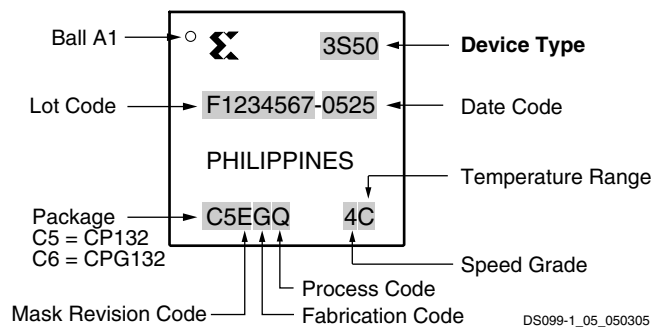 Ball A1
3S50
Device Type
Lot Code
F1234567-0525
Date Code
PHILIPPINES
Temperature Range
Package
C5 = CP132
C6 = CPG132
C5EGQ
4C
Speed Grade
Process Code
Mask Revision Code
Fabrication Code
DS099-1_05_050305